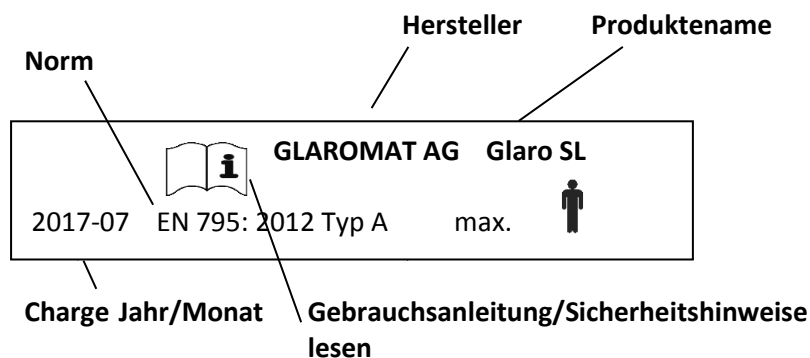 Hersteller Produktename
Norm
GLAROMAT AG Glaro SL
2017-07 EN 795: 2012 Typ A max.
Charge Jahr/Monat Gebrauchsanleitung/Sicherheitshinweise
lesen